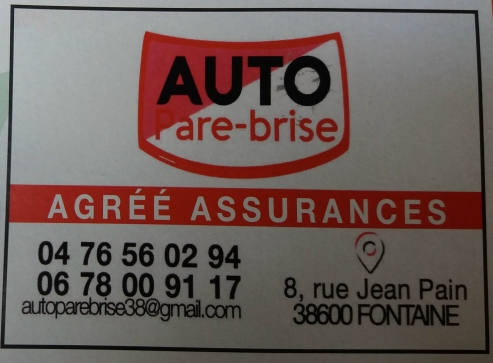 AUTO
Pare-brise
AGRÉÉ ASSURANCES
04 76 56 02 94
06 78 00 91 17
autoparebrise38@gmail.com
8, rue Jean Pain
38600 FONTAINE